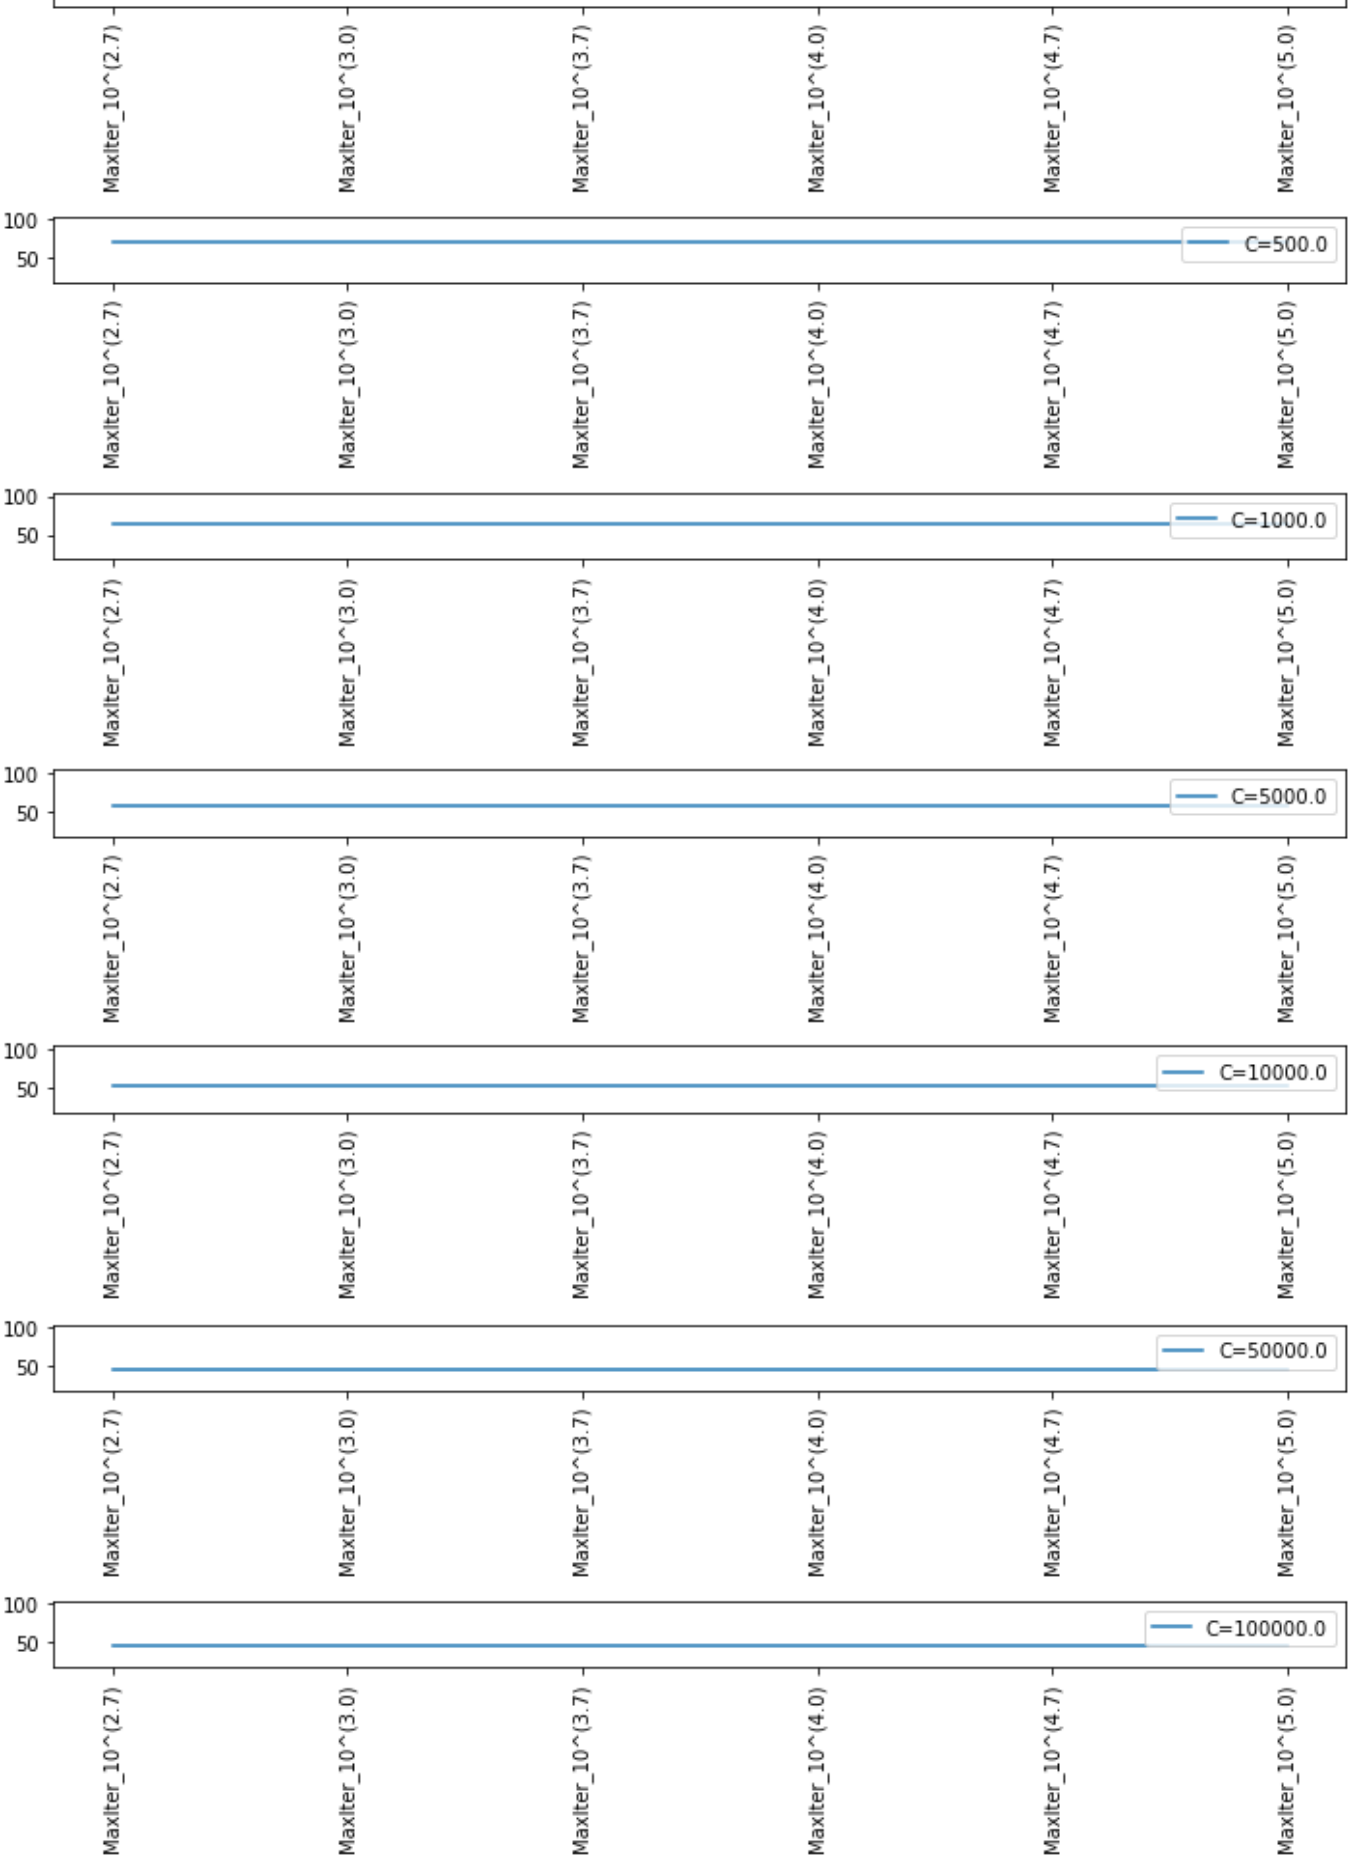 MaxIter_10^(2.7) MaxIter_10^(3.0) MaxIter_10^(3.7) MaxIter_10^(4.0) MaxIter_10^(4.7) MaxIter_10^(5.0)
100
50
C=500.0
MaxIter_10^(2.7) MaxIter_10^(3.0) MaxIter_10^(3.7) MaxIter_10^(4.0) MaxIter_10^(4.7) MaxIter_10^(5.0)
100
50
C=1000.0
MaxIter_10^(2.7) MaxIter_10^(3.0) MaxIter_10^(3.7) MaxIter_10^(4.0) MaxIter_10^(4.7) MaxIter_10^(5.0)
100
50
C=5000.0
MaxIter_10^(2.7) MaxIter_10^(3.0) MaxIter_10^(3.7) MaxIter_10^(4.0) MaxIter_10^(4.7) MaxIter_10^(5.0)
100
50
C=10000.0
MaxIter_10^(2.7) MaxIter_10^(3.0) MaxIter_10^(3.7) MaxIter_10^(4.0) MaxIter_10^(4.7) MaxIter_10^(5.0)
100
50
C=50000.0
MaxIter_10^(2.7) MaxIter_10^(3.0) MaxIter_10^(3.7) MaxIter_10^(4.0) MaxIter_10^(4.7) MaxIter_10^(5.0)
100
50
C=100000.0
MaxIter_10^(2.7) MaxIter_10^(3.0) MaxIter_10^(3.7) MaxIter_10^(4.0) MaxIter_10^(4.7) MaxIter_10^(5.0)